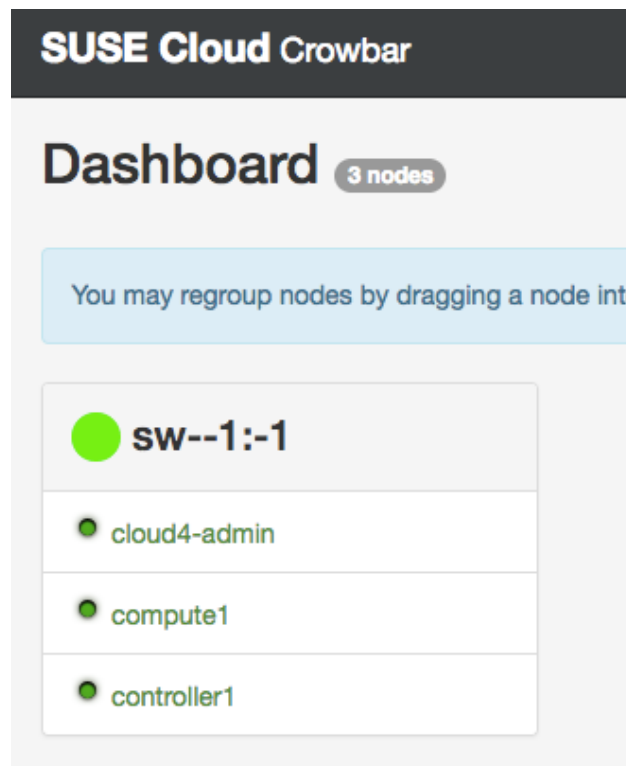 SUSE Cloud Crowbar
Dashboard 3 nodes
You may regroup nodes by dragging a node int
sw--1:-1
cloud4-admin
compute1
controller1